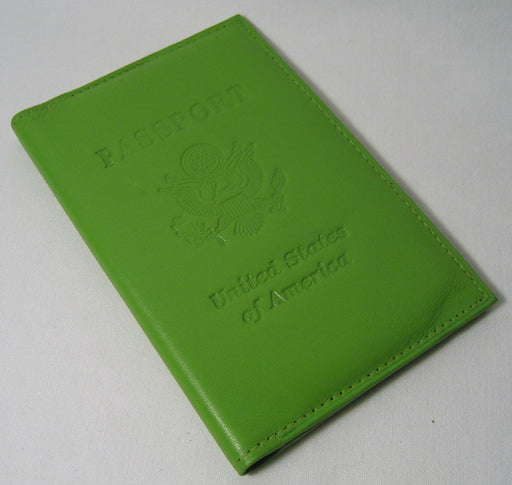 PASSPORT
United States
of America